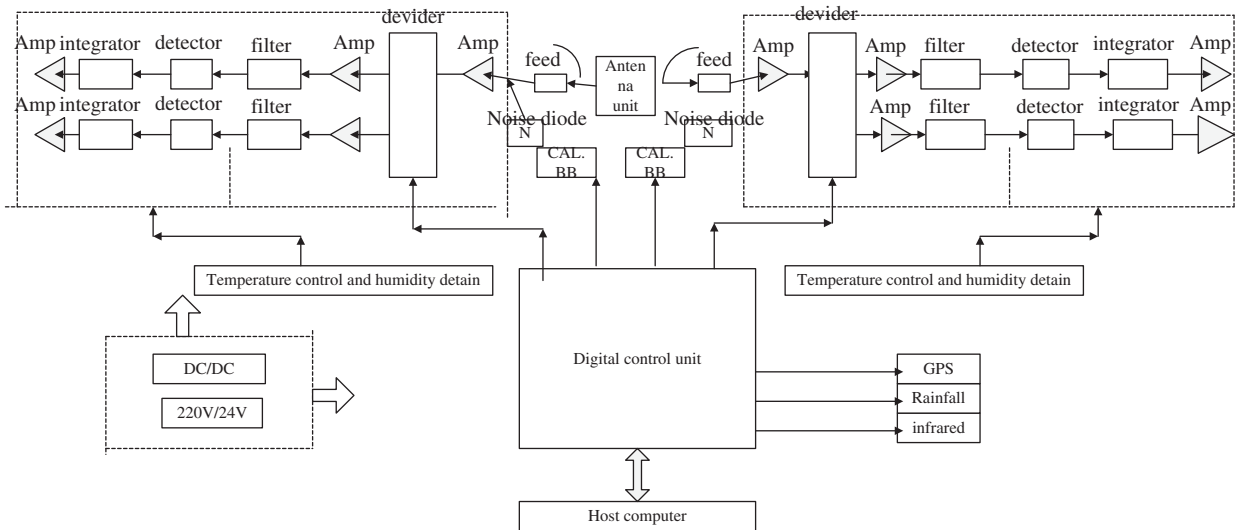 devider
devider
Amp integrator detector filter Amp Amp feed feed Amp Amp filter detector integrator Amp
Anten
na
unit
Amp integrator detector filter Noise diode Noise diode Amp filter detector integrator Amp
N
N
CAL.
BB
CAL.
BB
Temperature control and humidity detain
Temperature control and humidity detain
Digital control unit
DC/DC
220V/24V
GPS
Rainfall
infrared
Host computer